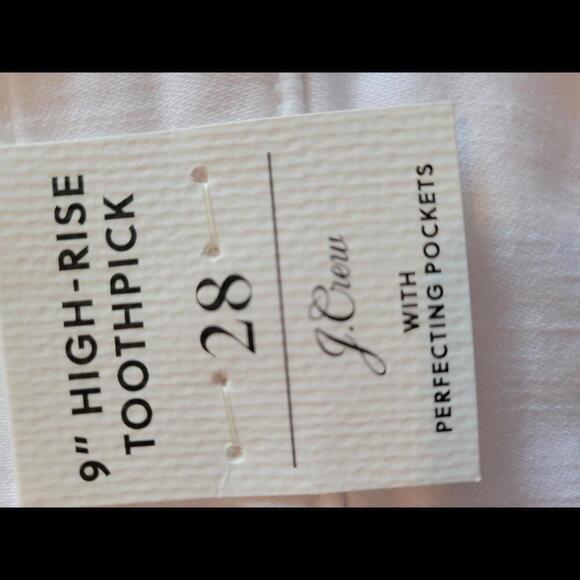 9" HIGH-RISE
TOOTHPICK
28
J.Crew
WITH
PERFECTING POCKETS